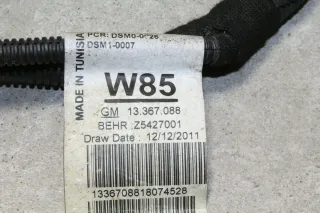 PCR: DSM0-0026
DSM1-0007
MADE IN TUNISIA
W85
GM 13.367.088
BEHR :Z5427001
Draw Date : 12/12/2011
1336708818074528